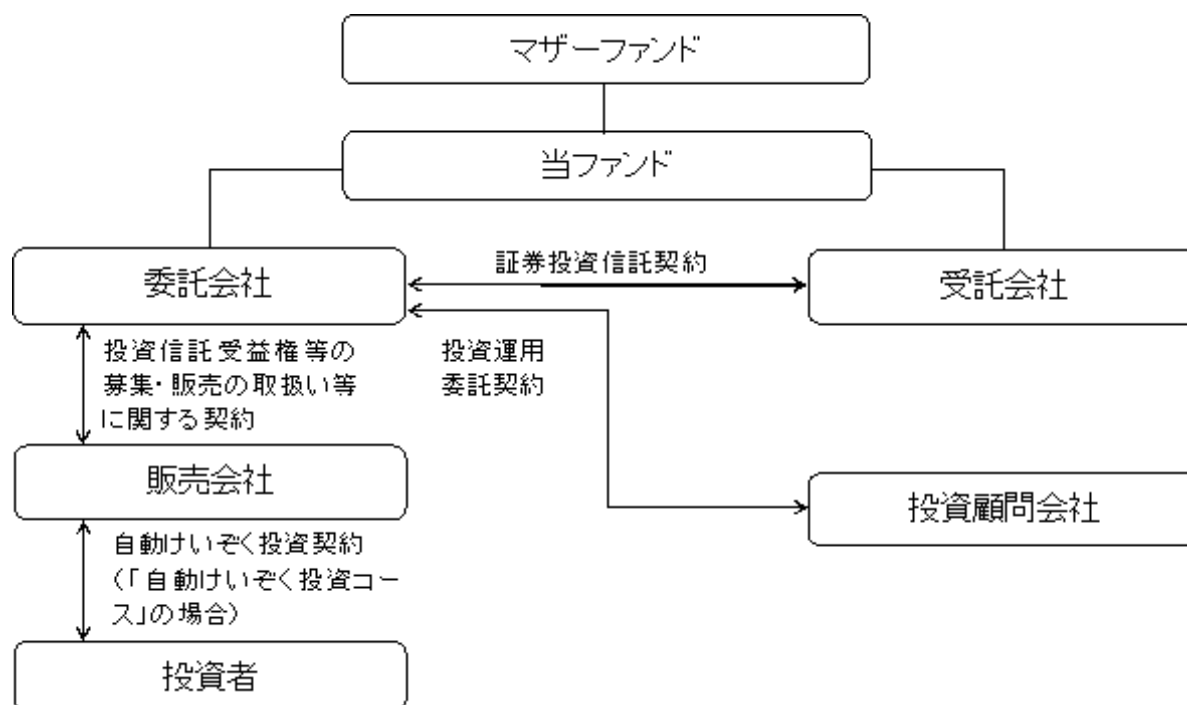 マザーファンド
当ファンド
証券投資信託契約
委託会社
受託会社
投資信託受益権等の
募集・販売の取扱い等
に関する契約
投資運用
委託契約
販売会社
投資顧問会社
自動けいぞく投資契約
(「自動けいぞく投資コー
ス」の場合)
投資者